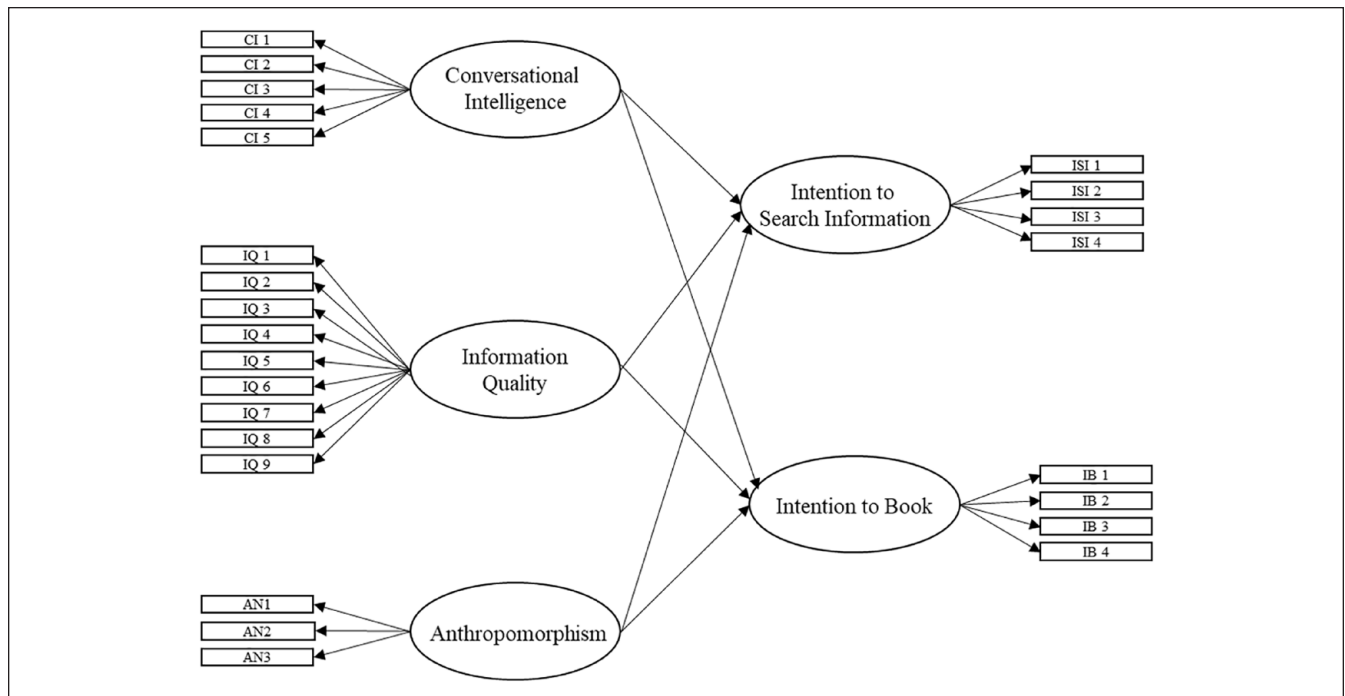 CI 1
CI 2
CI 3
CI 4
CI 5
Conversational
Intelligence
Intention to
Search Information
ISI 1
ISI 2
ISI 3
ISI 4
IQ 1
IQ 2
IQ 3
IQ 4
IQ 5
IQ 6
IQ 7
IQ 8
IQ 9
Information
Quality
Intention to Book
IB 1
IB 2
IB 3
IB 4
AN1
AN2
AN3
Anthropomorphism